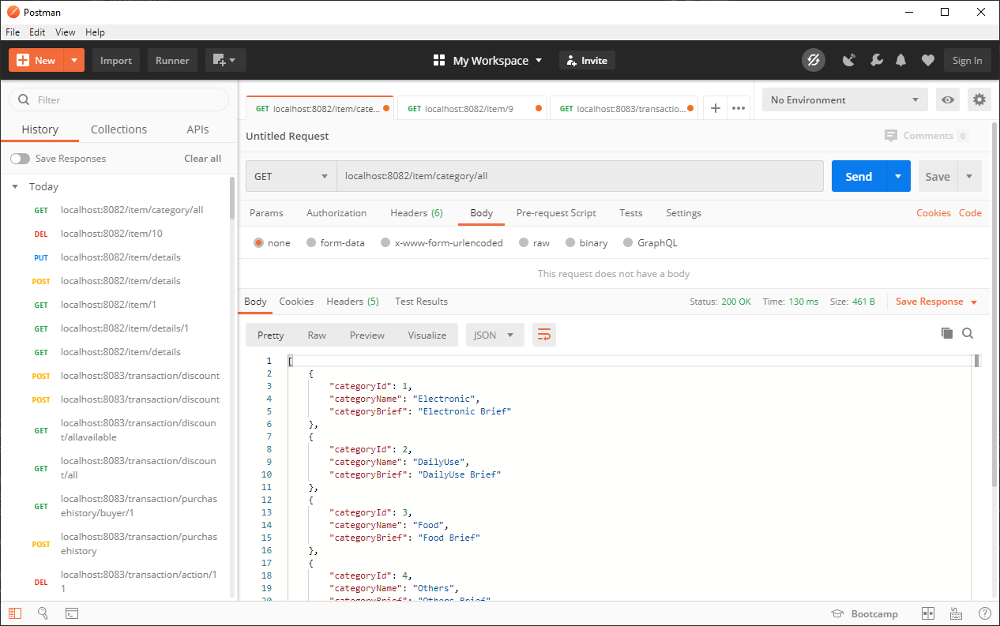 Postman
File Edit View Help
New Import Runner My Workspace Invite Sign In
Filter
History Collections APIs
Save Responses Clear all
Today
GET localhost:8082/item/category/all
DEL localhost:8082/item/10
PUT localhost:8082/item/details
POST localhost:8082/item/details
GET localhost:8082/item/1
GET localhost:8082/item/details/1
GET localhost:8082/item/details
POST localhost:8083/transaction/discount
POST localhost:8083/transaction/discount
GET localhost:8083/transaction/discoun
t/allavailable
GET localhost:8083/transaction/discoun
t/all
GET localhost:8083/transaction/purchas
ehistory/buyer/1
POST localhost:8083/transaction/purchas
ehistory
DEL localhost:8083/transaction/action/1
1
GET localhost:8082/item/cate... GET localhost:8082/item/9 GET localhost:8083/transactio... No Environment
Untitled Request Comments 0
GET localhost:8082/item/category/all Send Save
Params Authorization Headers (6) Body Pre-request Script Tests Settings Cookies Code
none form-data x-www-form-urlencoded raw binary GraphQL
This request does not have a body
Body Cookies Headers (5) Test Results Status: 200 OK Time: 130 ms Size: 461 B Save Response
Pretty Raw Preview Visualize JSON
1 [
2 {
3 "categoryId": 1,
4 "categoryName": "Electronic",
5 "categoryBrief": "Electronic Brief"
6 },
7 {
8 "categoryId": 2,
9 "categoryName": "DailyUse",
10 "categoryBrief": "DailyUse Brief"
11 },
12 {
13 "categoryId": 3,
14 "categoryName": "Food",
15 "categoryBrief": "Food Brief"
16 },
17 {
18 "categoryId": 4,
19 "categoryName": "Others",
20 "categoryBrief": "Others Brief"
Bootcamp